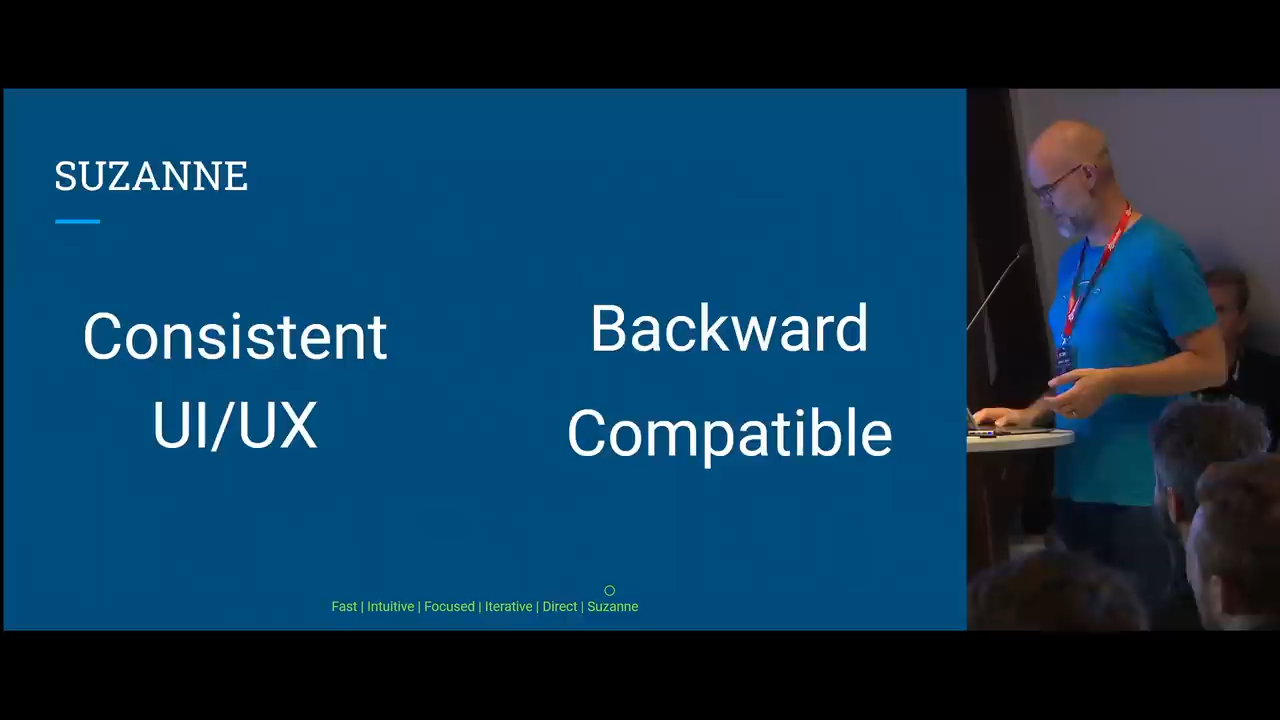 SUZANNE
Consistent
UI/UX
Backward
Compatible
Fast | Intuitive | Focused | Iterative | Direct | Suzanne